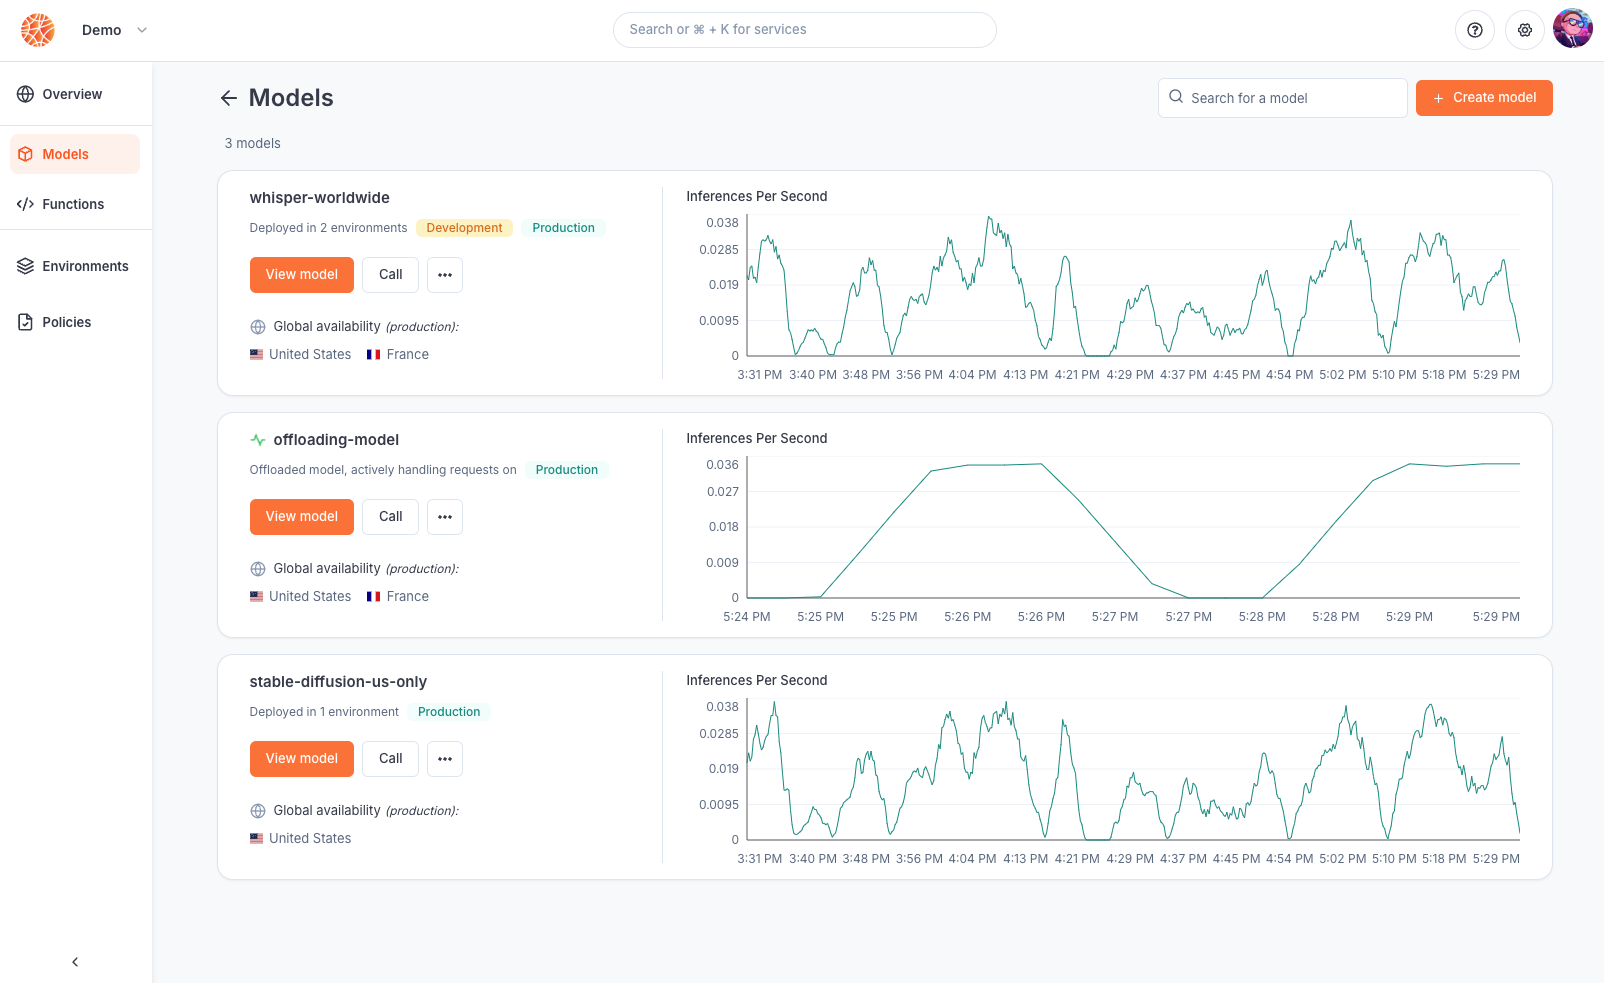 Demo
Search or ⌘ + K for services
Overview
Models
Functions
Environments
Policies
Models
Search for a model
+ Create model
3 models
whisper-worldwide
Deployed in 2 environments Development Production
View model Call •••
Global availability (production):
United States France
Inferences Per Second
0.038
0.0285
0.019
0.0095
0
3:31 PM 3:40 PM 3:48 PM 3:56 PM 4:04 PM 4:13 PM 4:21 PM 4:29 PM 4:37 PM 4:45 PM 4:54 PM 5:02 PM 5:10 PM 5:18 PM 5:29 PM
offloading-model
Offloaded model, actively handling requests on Production
View model Call •••
Global availability (production):
United States France
Inferences Per Second
0.036
0.027
0.018
0.009
0
5:24 PM 5:25 PM 5:25 PM 5:26 PM 5:26 PM 5:27 PM 5:27 PM 5:28 PM 5:28 PM 5:29 PM 5:29 PM
stable-diffusion-us-only
Deployed in 1 environment Production
View model Call •••
Global availability (production):
United States
Inferences Per Second
0.038
0.0285
0.019
0.0095
0
3:31 PM 3:40 PM 3:48 PM 3:56 PM 4:04 PM 4:13 PM 4:21 PM 4:29 PM 4:37 PM 4:45 PM 4:54 PM 5:02 PM 5:10 PM 5:18 PM 5:29 PM